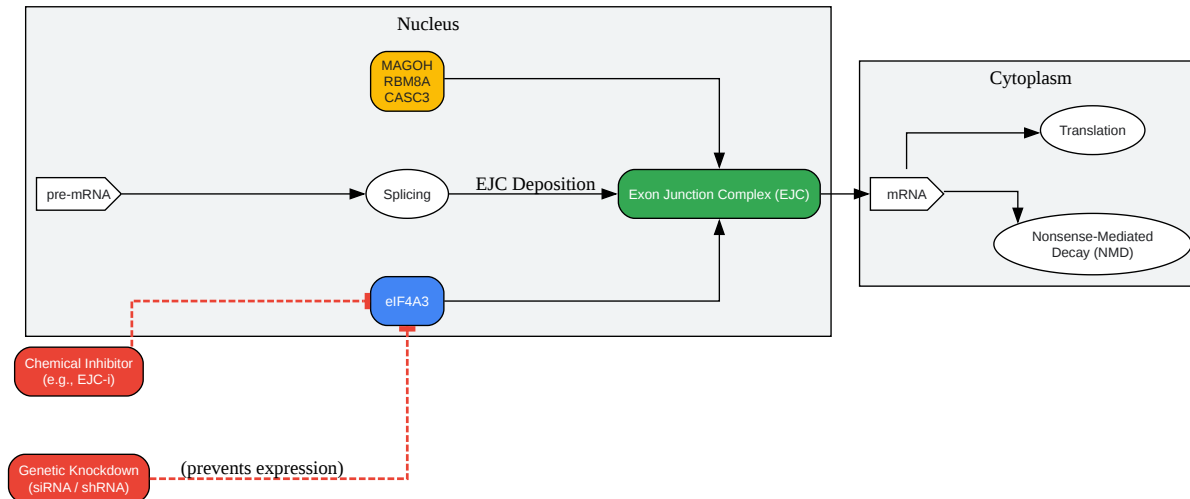 Nucleus
MAGOH
RBM8A
CASC3
Cytoplasm
Translation
pre-mRNA
Splicing
EJC Deposition
Exon Junction Complex (EJC)
mRNA
Nonsense-Mediated
Decay (NMD)
eIF4A3
Chemical Inhibitor
(e.g., EJC-i)
Genetic Knockdown
(siRNA / shRNA)
(prevents expression)